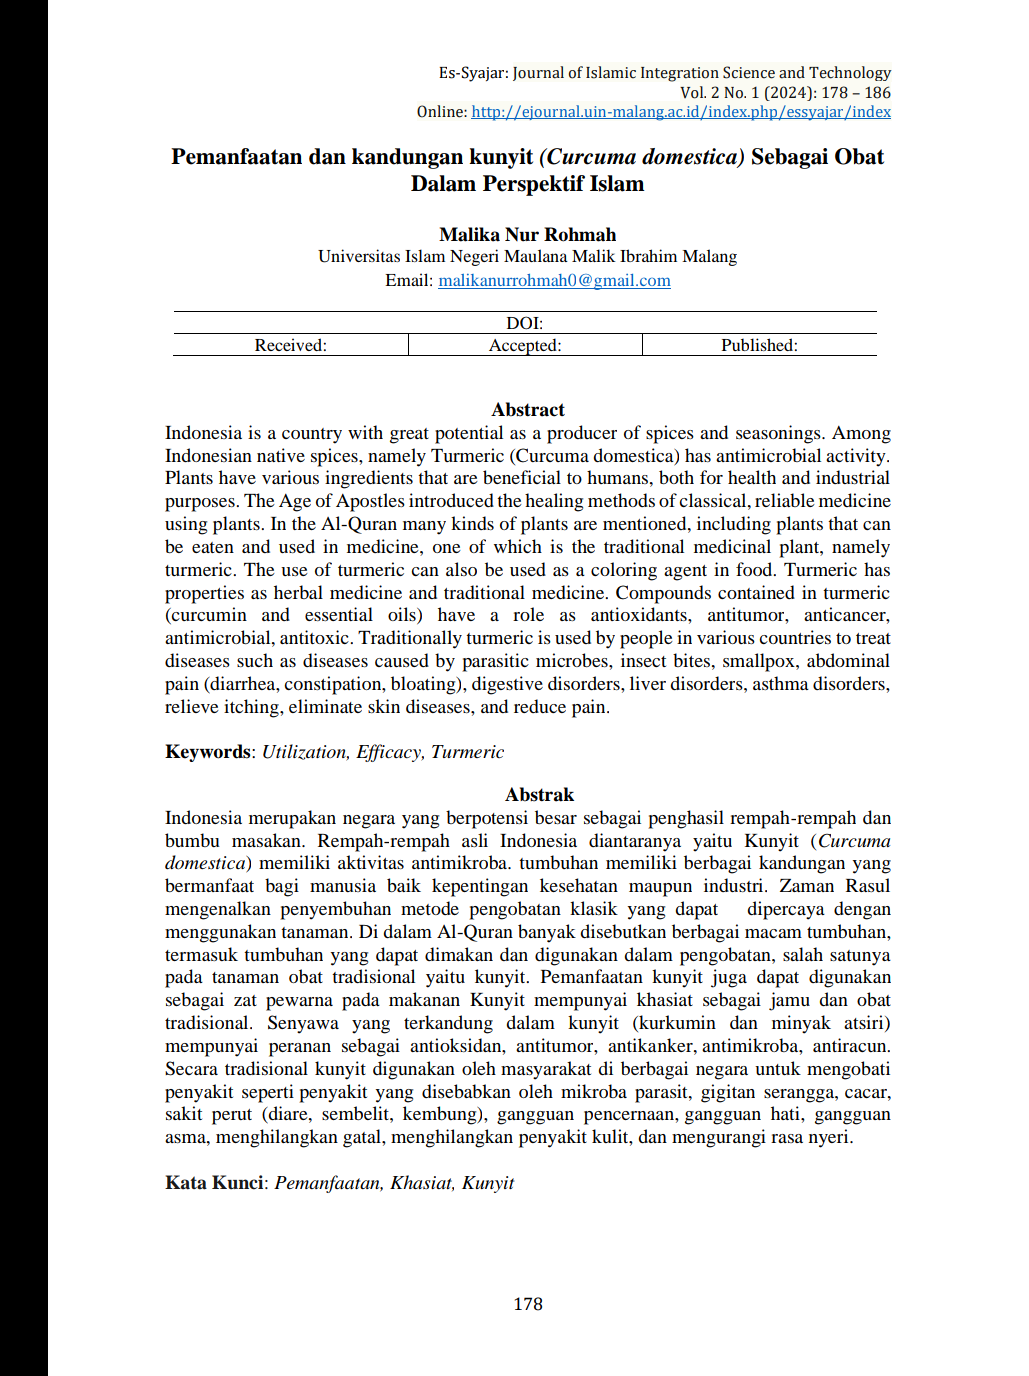 Es-Syajar: Journal of Islamic Integration Science and Technology
Vol. 2 No. 1 (2024): 178 – 186
Online: http://ejournal.uin-malang.ac.id/index.php/essyajar/index
Pemanfaatan dan kandungan kunyit (Curcuma domestica) Sebagai Obat
Dalam Perspektif Islam
Malika Nur Rohmah
Universitas Islam Negeri Maulana Malik Ibrahim Malang
Email: malikanurrohmah0@gmail.com
DOI:
Received: Accepted: Published:
Abstract
Indonesia is a country with great potential as a producer of spices and seasonings. Among
Indonesian native spices, namely Turmeric (Curcuma domestica) has antimicrobial activity.
Plants have various ingredients that are beneficial to humans, both for health and industrial
purposes. The Age of Apostles introduced the healing methods of classical, reliable medicine
using plants. In the Al-Quran many kinds of plants are mentioned, including plants that can
be eaten and used in medicine, one of which is the traditional medicinal plant, namely
turmeric. The use of turmeric can also be used as a coloring agent in food. Turmeric has
properties as herbal medicine and traditional medicine. Compounds contained in turmeric
(curcumin and essential oils) have a role as antioxidants, antitumor, anticancer,
antimicrobial, antitoxic. Traditionally turmeric is used by people in various countries to treat
diseases such as diseases caused by parasitic microbes, insect bites, smallpox, abdominal
pain (diarrhea, constipation, bloating), digestive disorders, liver disorders, asthma disorders,
relieve itching, eliminate skin diseases, and reduce pain.
Keywords: Utilization, Efficacy, Turmeric
Abstrak
Indonesia merupakan negara yang berpotensi besar sebagai penghasil rempah-rempah dan
bumbu masakan. Rempah-rempah asli Indonesia diantaranya yaitu Kunyit (Curcuma
domestica) memiliki aktivitas antimikroba. tumbuhan memiliki berbagai kandungan yang
bermanfaat bagi manusia baik kepentingan kesehatan maupun industri. Zaman Rasul
mengenalkan penyembuhan metode pengobatan klasik yang dapat dipercaya dengan
menggunakan tanaman. Di dalam Al-Quran banyak disebutkan berbagai macam tumbuhan,
termasuk tumbuhan yang dapat dimakan dan digunakan dalam pengobatan, salah satunya
pada tanaman obat tradisional yaitu kunyit. Pemanfaatan kunyit juga dapat digunakan
sebagai zat pewarna pada makanan Kunyit mempunyai khasiat sebagai jamu dan obat
tradisional. Senyawa yang terkandung dalam kunyit (kurkumin dan minyak atsiri)
mempunyai peranan sebagai antioksidan, antitumor, antikanker, antimikroba, antiracun.
Secara tradisional kunyit digunakan oleh masyarakat di berbagai negara untuk mengobati
penyakit seperti penyakit yang disebabkan oleh mikroba parasit, gigitan serangga, cacar,
sakit perut (diare, sembelit, kembung), gangguan pencernaan, gangguan hati, gangguan
asma, menghilangkan gatal, menghilangkan penyakit kulit, dan mengurangi rasa nyeri.
Kata Kunci: Pemanfaatan, Khasiat, Kunyit
178